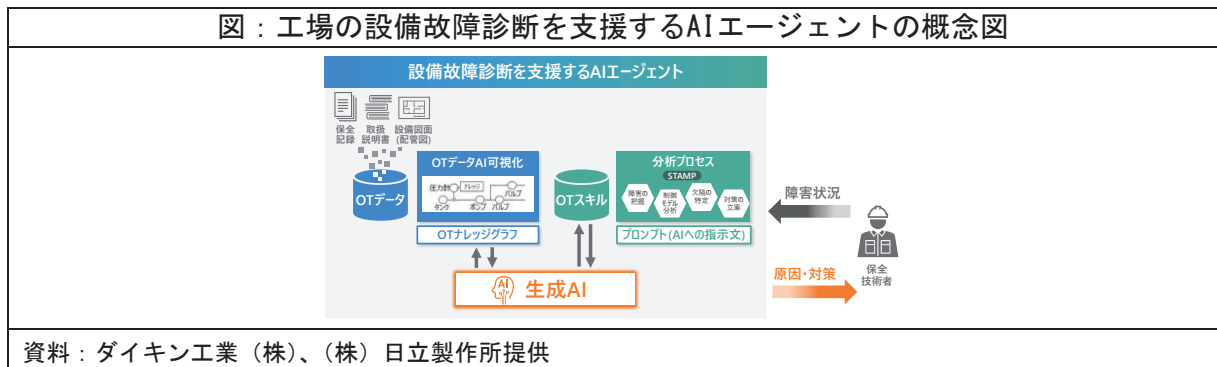 図：工場の設備故障診断を支援するAIエージェントの概念図
設備故障診断を支援するAIエージェント
保全
記録
取扱
説明書
設備図面
(配管図)
OTデータ
OTデータAI可視化
圧力計
ナレッジ
バルブ
タンク
ポンプ
バルブ
OTナレッジグラフ
OTスキル
分析プロセス
STAMP
障害の
把握
制御
モデル
分析
欠陥の
特定
対策の
立案
プロンプト(AIへの指示文)
AI
生成AI
障害状況
原因・対策
保全
技術者
資料：ダイキン工業（株）、（株）日立製作所提供